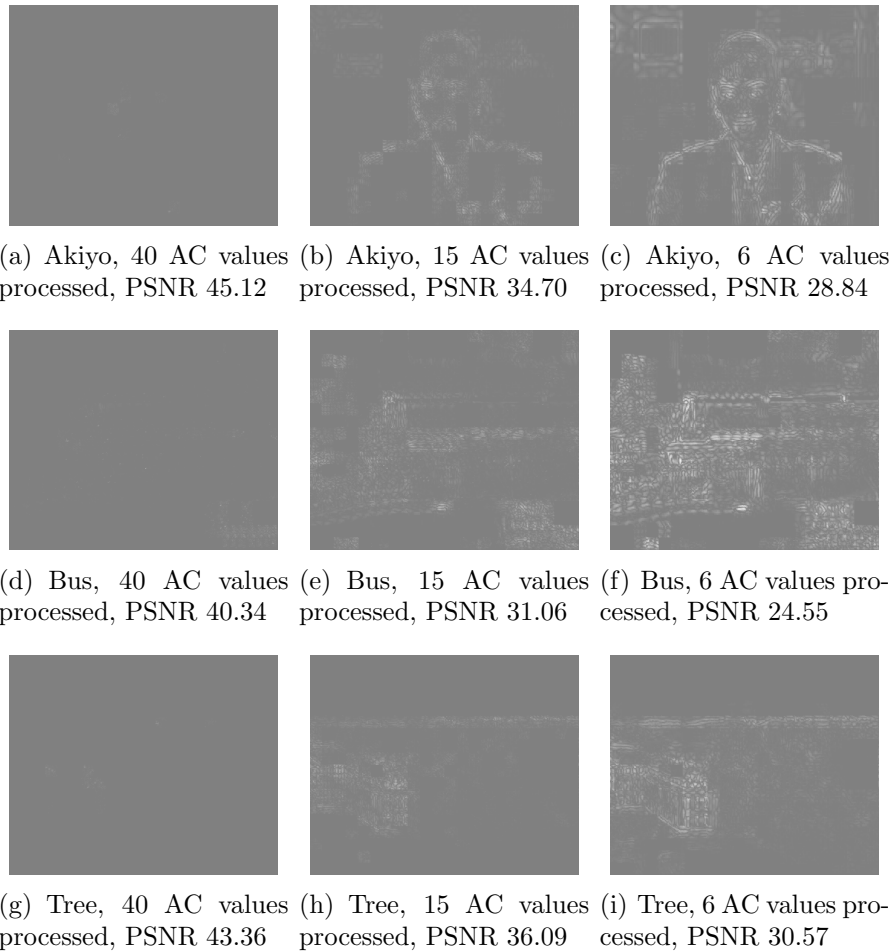 (a) Akiyo, 40 AC values
processed, PSNR 45.12
(b) Akiyo, 15 AC values
processed, PSNR 34.70
(c) Akiyo, 6 AC values
processed, PSNR 28.84
(d) Bus, 40 AC values
processed, PSNR 40.34
(e) Bus, 15 AC values
processed, PSNR 31.06
(f) Bus, 6 AC values pro-
cessed, PSNR 24.55
(g) Tree, 40 AC values
processed, PSNR 43.36
(h) Tree, 15 AC values
processed, PSNR 36.09
(i) Tree, 6 AC values pro-
cessed, PSNR 30.57